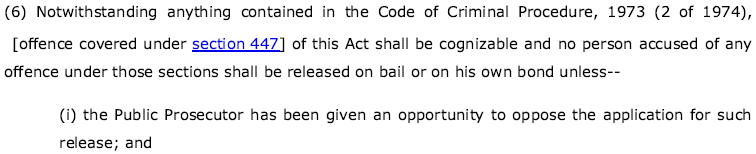 (6) Notwithstanding anything contained in the Code of Criminal Procedure, 1973 (2 of 1974),
[offence covered under section 447] of this Act shall be cognizable and no person accused of any
offence under those sections shall be released on bail or on his own bond unless--
(i) the Public Prosecutor has been given an opportunity to oppose the application for such
release; and